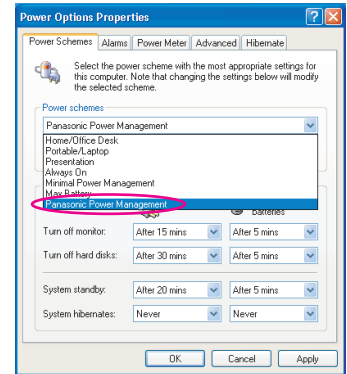 Power Options Properties
Power Schemes Alarms Power Meter Advanced Hibernate
Select the power scheme with the most appropriate settings for
this computer. Note that changing the settings below will modify
the selected scheme.
Power schemes
Panasonic Power Management
Home/Office Desk
Portable/Laptop
Presentation
Always On
Minimal Power Management
Max Battery
Panasonic Power Management
Batteries
Turn off monitor: After 15 mins After 5 mins
Turn off hard disks: After 30 mins After 5 mins
System standby: After 20 mins After 5 mins
System hibernates: Never Never
OK Cancel Apply